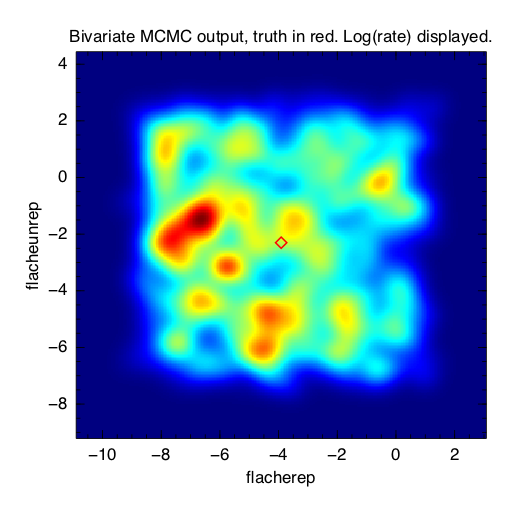 Bivariate MCMC output, truth in red. Log(rate) displayed.
4
2
0
−2
−4
−6
−8
flacheunrep
−10 −8 −6 −4 −2 0 2
flacherep